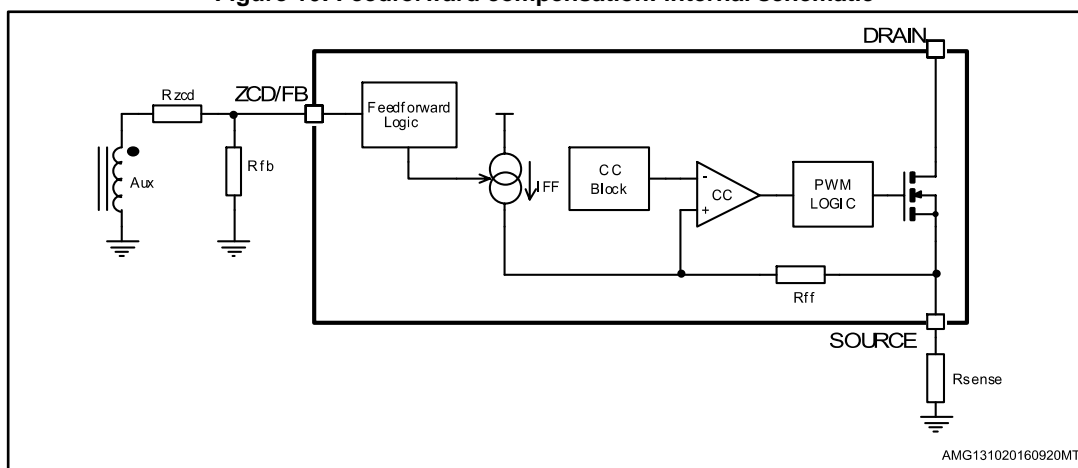 DRAIN
Rzcd
ZCD/FB
Feedforward
Logic
Rfb
Aux
IFF
CC
Block
-
CC
+
PWM
LOGIC
Rff
SOURCE
Rsense
AMG131020160920MT